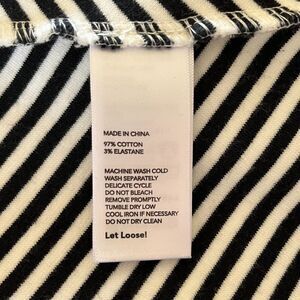 MADE IN CHINA
97% COTTON
3% ELASTANE
MACHINE WASH COLD
WASH SEPARATELY
DELICATE CYCLE
DO NOT BLEACH
REMOVE PROMPTLY
TUMBLE DRY LOW
COOL IRON IF NECESSARY
DO NOT DRY CLEAN
Let Loose!